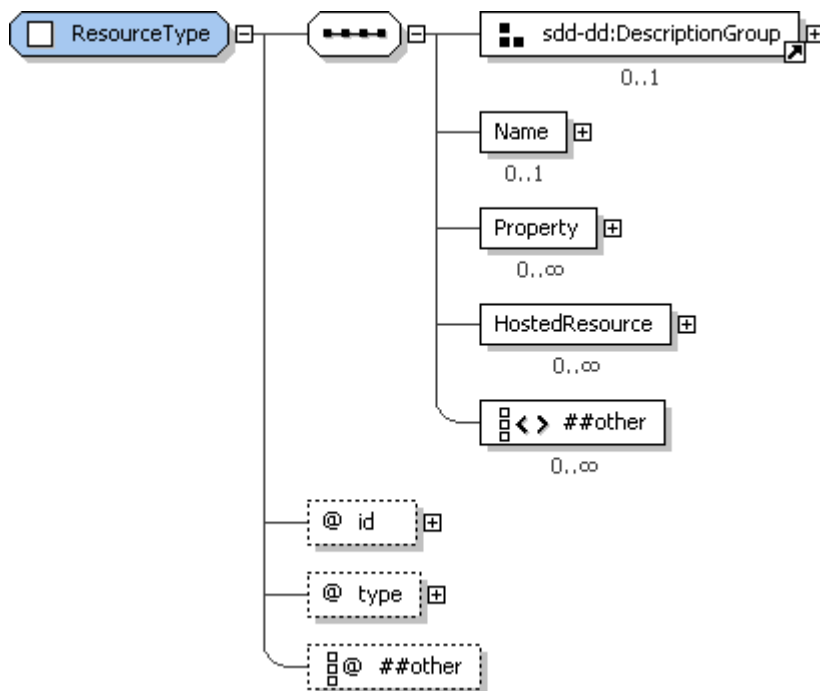 ResourceType
sdd-dd:DescriptionGroup
0..1
Name
0..1
Property
0..∞
HostedResource
0..∞
##other
0..∞
@ id
@ type
@ ##other